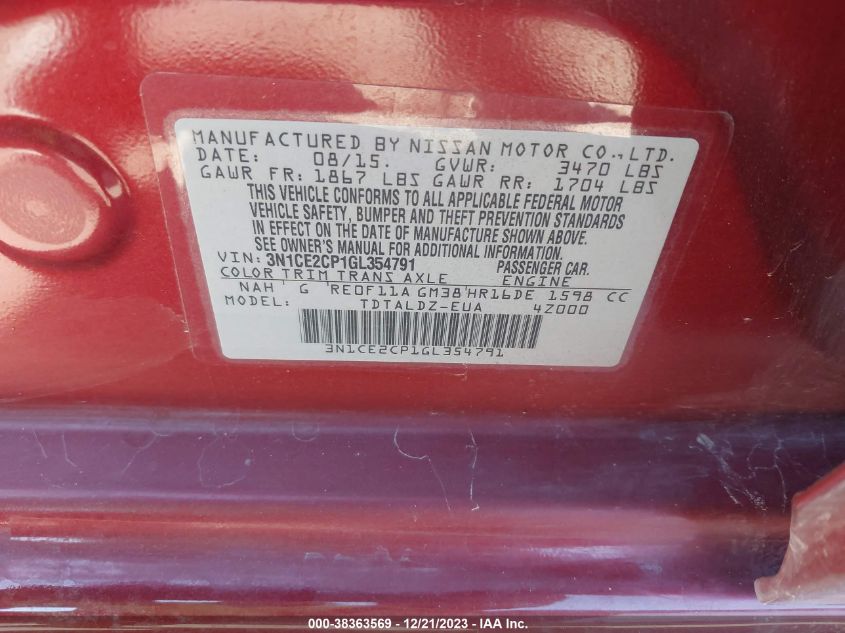 MANUFACTURED BY NISSAN MOTOR CO.,LTD.
DATE: 08/15. GVWR: 3470 LBS
GAWR FR: 1867 LBS GAWR RR: 1704 LBS
THIS VEHICLE CONFORMS TO ALL APPLICABLE FEDERAL MOTOR
VEHICLE SAFETY, BUMPER AND THEFT PREVENTION STANDARDS
IN EFFECT ON THE DATE OF MANUFACTURE SHOWN ABOVE.
SEE OWNER'S MANUAL FOR ADDITIONAL INFORMATION.
VIN: 3N1CE2CP1GL354791 PASSENGER CAR.
COLOR TRIM TRANS AXLE ENGINE
NAH G RE0F11A GM38 HR16DE 1598 CC
MODEL: TDTALDZ-EUA 4Z000
3N1CE2CP1GL354791
000-38363569 - 12/21/2023 - IAA Inc.